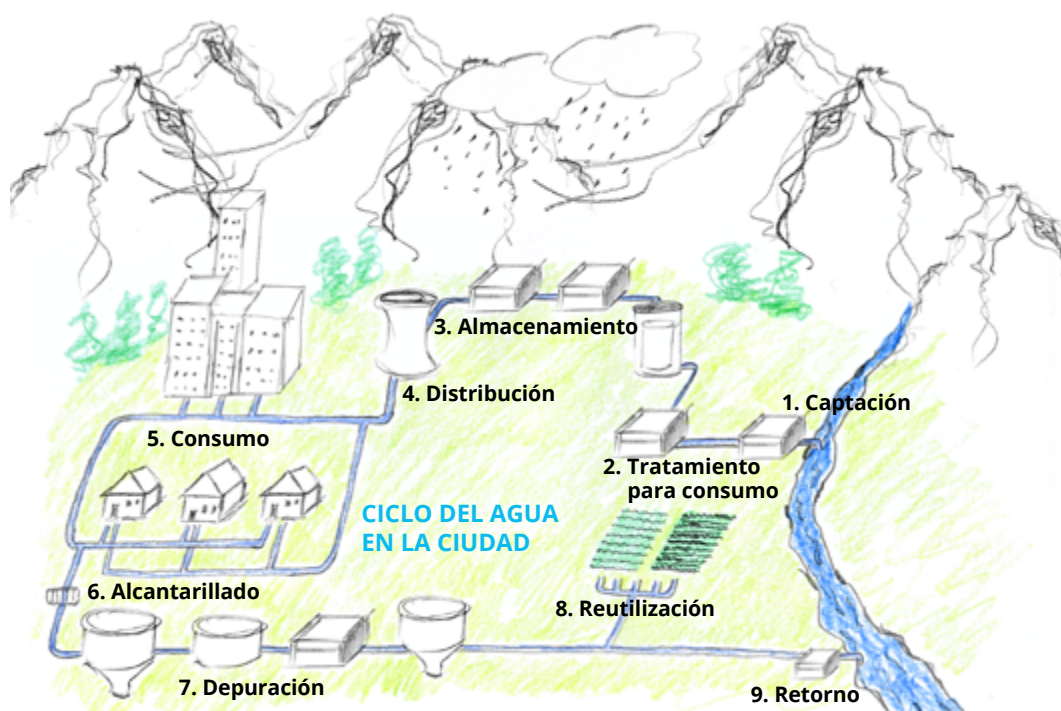 3. Almacenamiento
4. Distribución
1. Captación
5. Consumo
2. Tratamiento
para consumo
CICLO DEL AGUA
EN LA CIUDAD
6. Alcantarillado
8. Reutilización
7. Depuración
9. Retorno